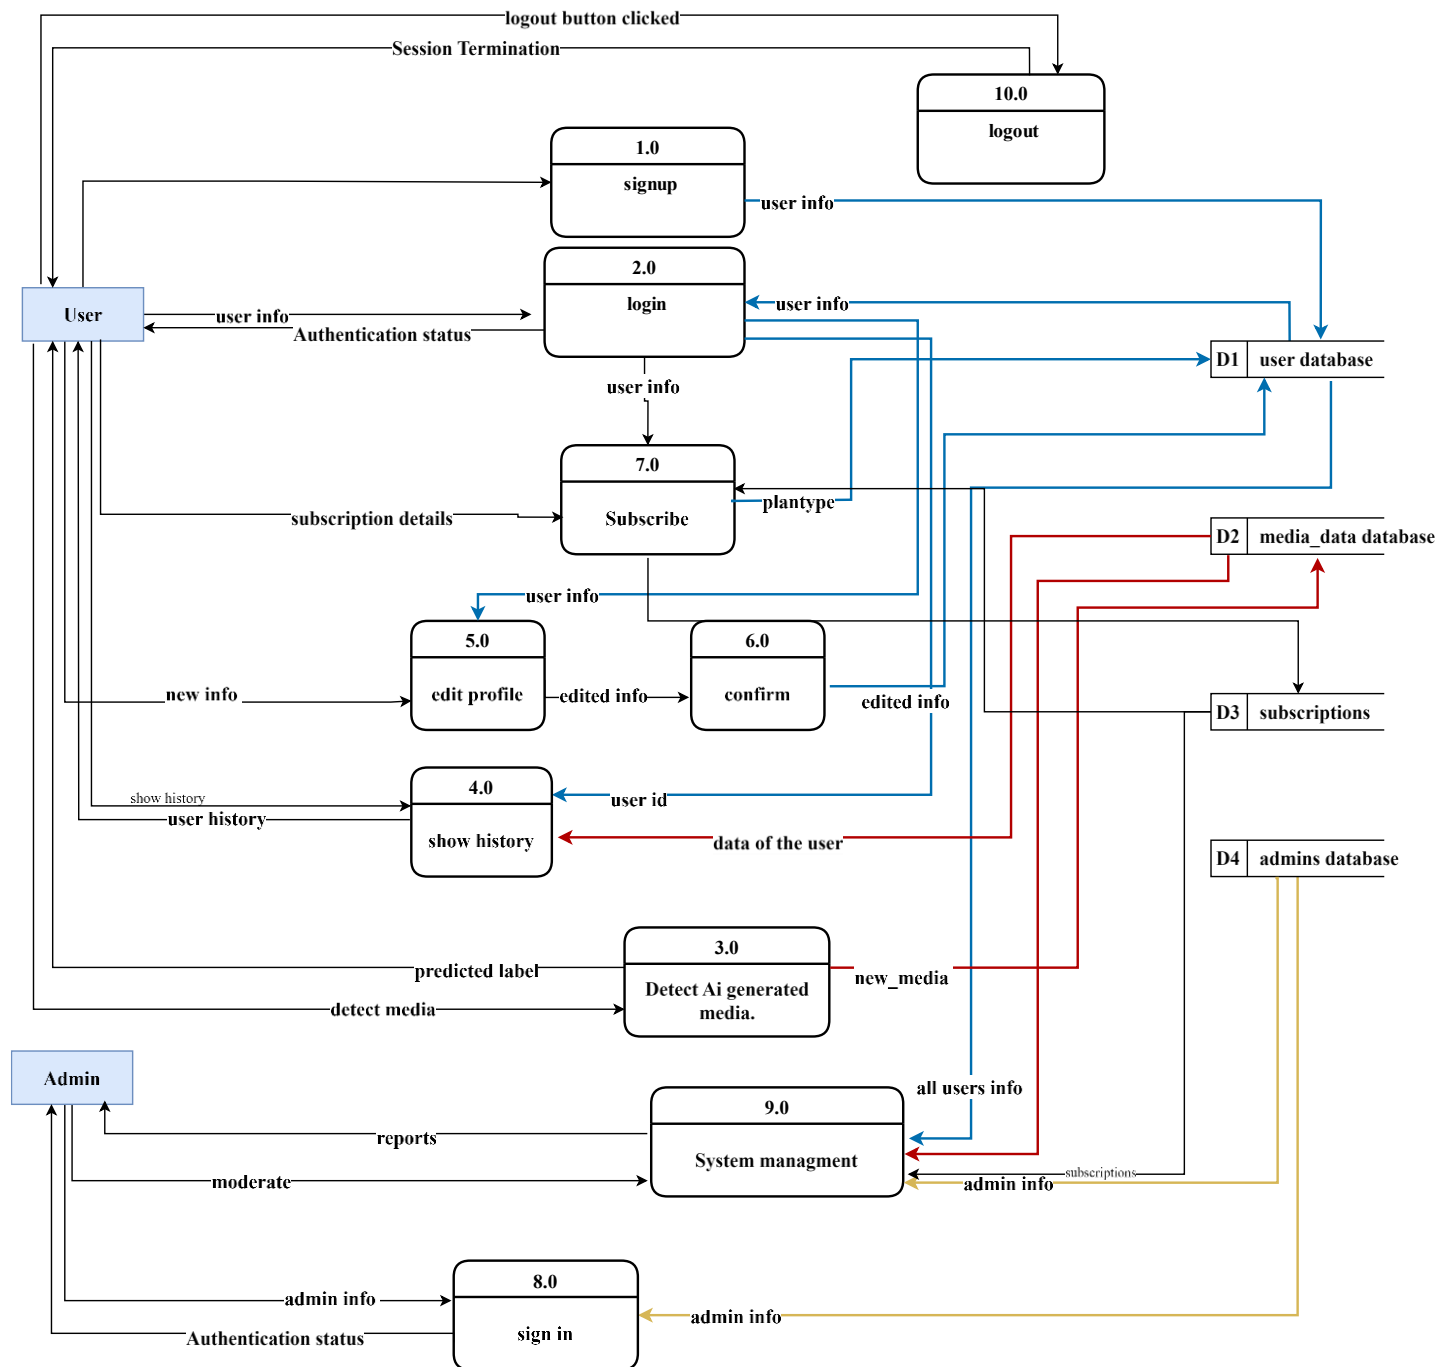 logout button clicked
Session Termination
10.0
logout
1.0
signup
user info
2.0
login
user info
User
user info
Authentication status
D1
user database
user info
7.0
Subscribe
plantype
subscription details
D2
media_data database
user info
5.0
edit profile
6.0
confirm
new info
edited info
edited info
D3
subscriptions
4.0
show history
show history
user history
user id
data of the user
D4
admins database
3.0
Detect Ai generated
media.
predicted label
new_media
detect media
Admin
all users info
9.0
System managment
reports
moderate
subscriptions
admin info
8.0
sign in
admin info
Authentication status
admin info